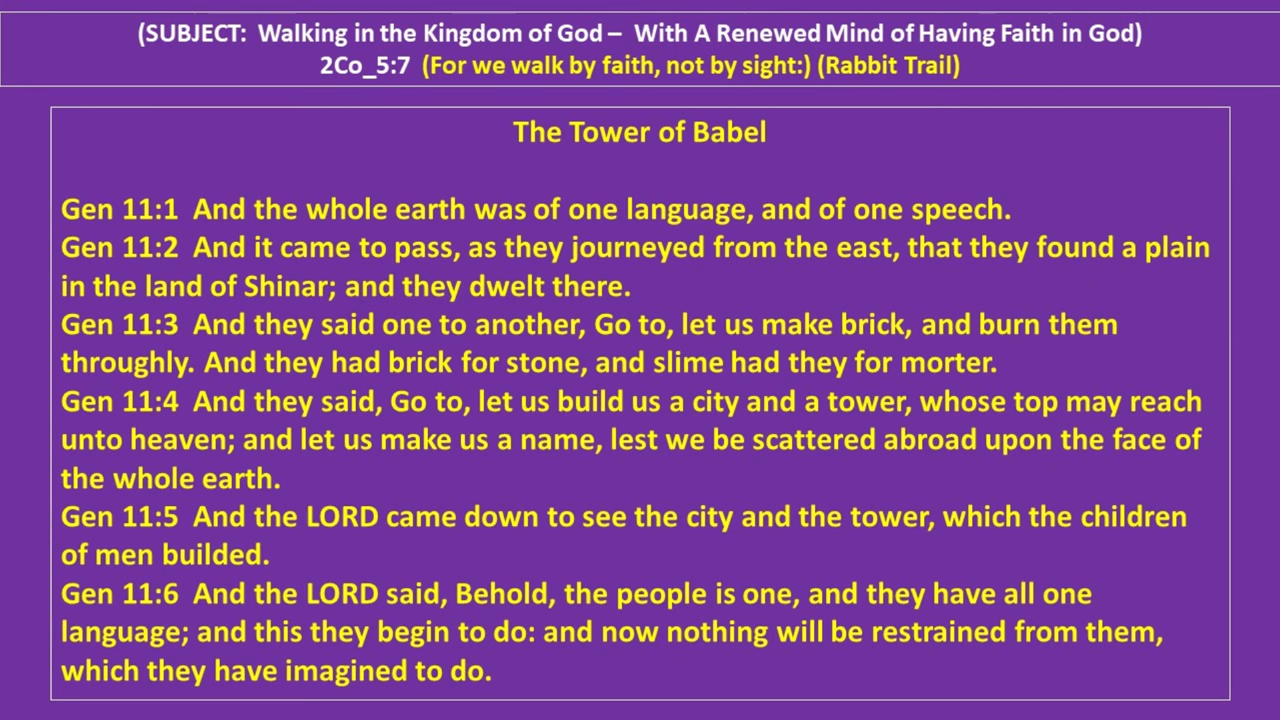 (SUBJECT:  Walking in the Kingdom of God –  With A Renewed Mind of Having Faith in God)
2Co_5:7  (For we walk by faith, not by sight:) (Rabbit Trail)
The Tower of Babel
Gen 11:1  And the whole earth was of one language, and of one speech.
Gen 11:2  And it came to pass, as they journeyed from the east, that they found a plain
in the land of Shinar; and they dwelt there.
Gen 11:3  And they said one to another, Go to, let us make brick, and burn them
throughly. And they had brick for stone, and slime had they for morter.
Gen 11:4  And they said, Go to, let us build us a city and a tower, whose top may reach
unto heaven; and let us make us a name, lest we be scattered abroad upon the face of
the whole earth.
Gen 11:5  And the LORD came down to see the city and the tower, which the children
of men builded.
Gen 11:6  And the LORD said, Behold, the people is one, and they have all one
language; and this they begin to do: and now nothing will be restrained from them,
which they have imagined to do.